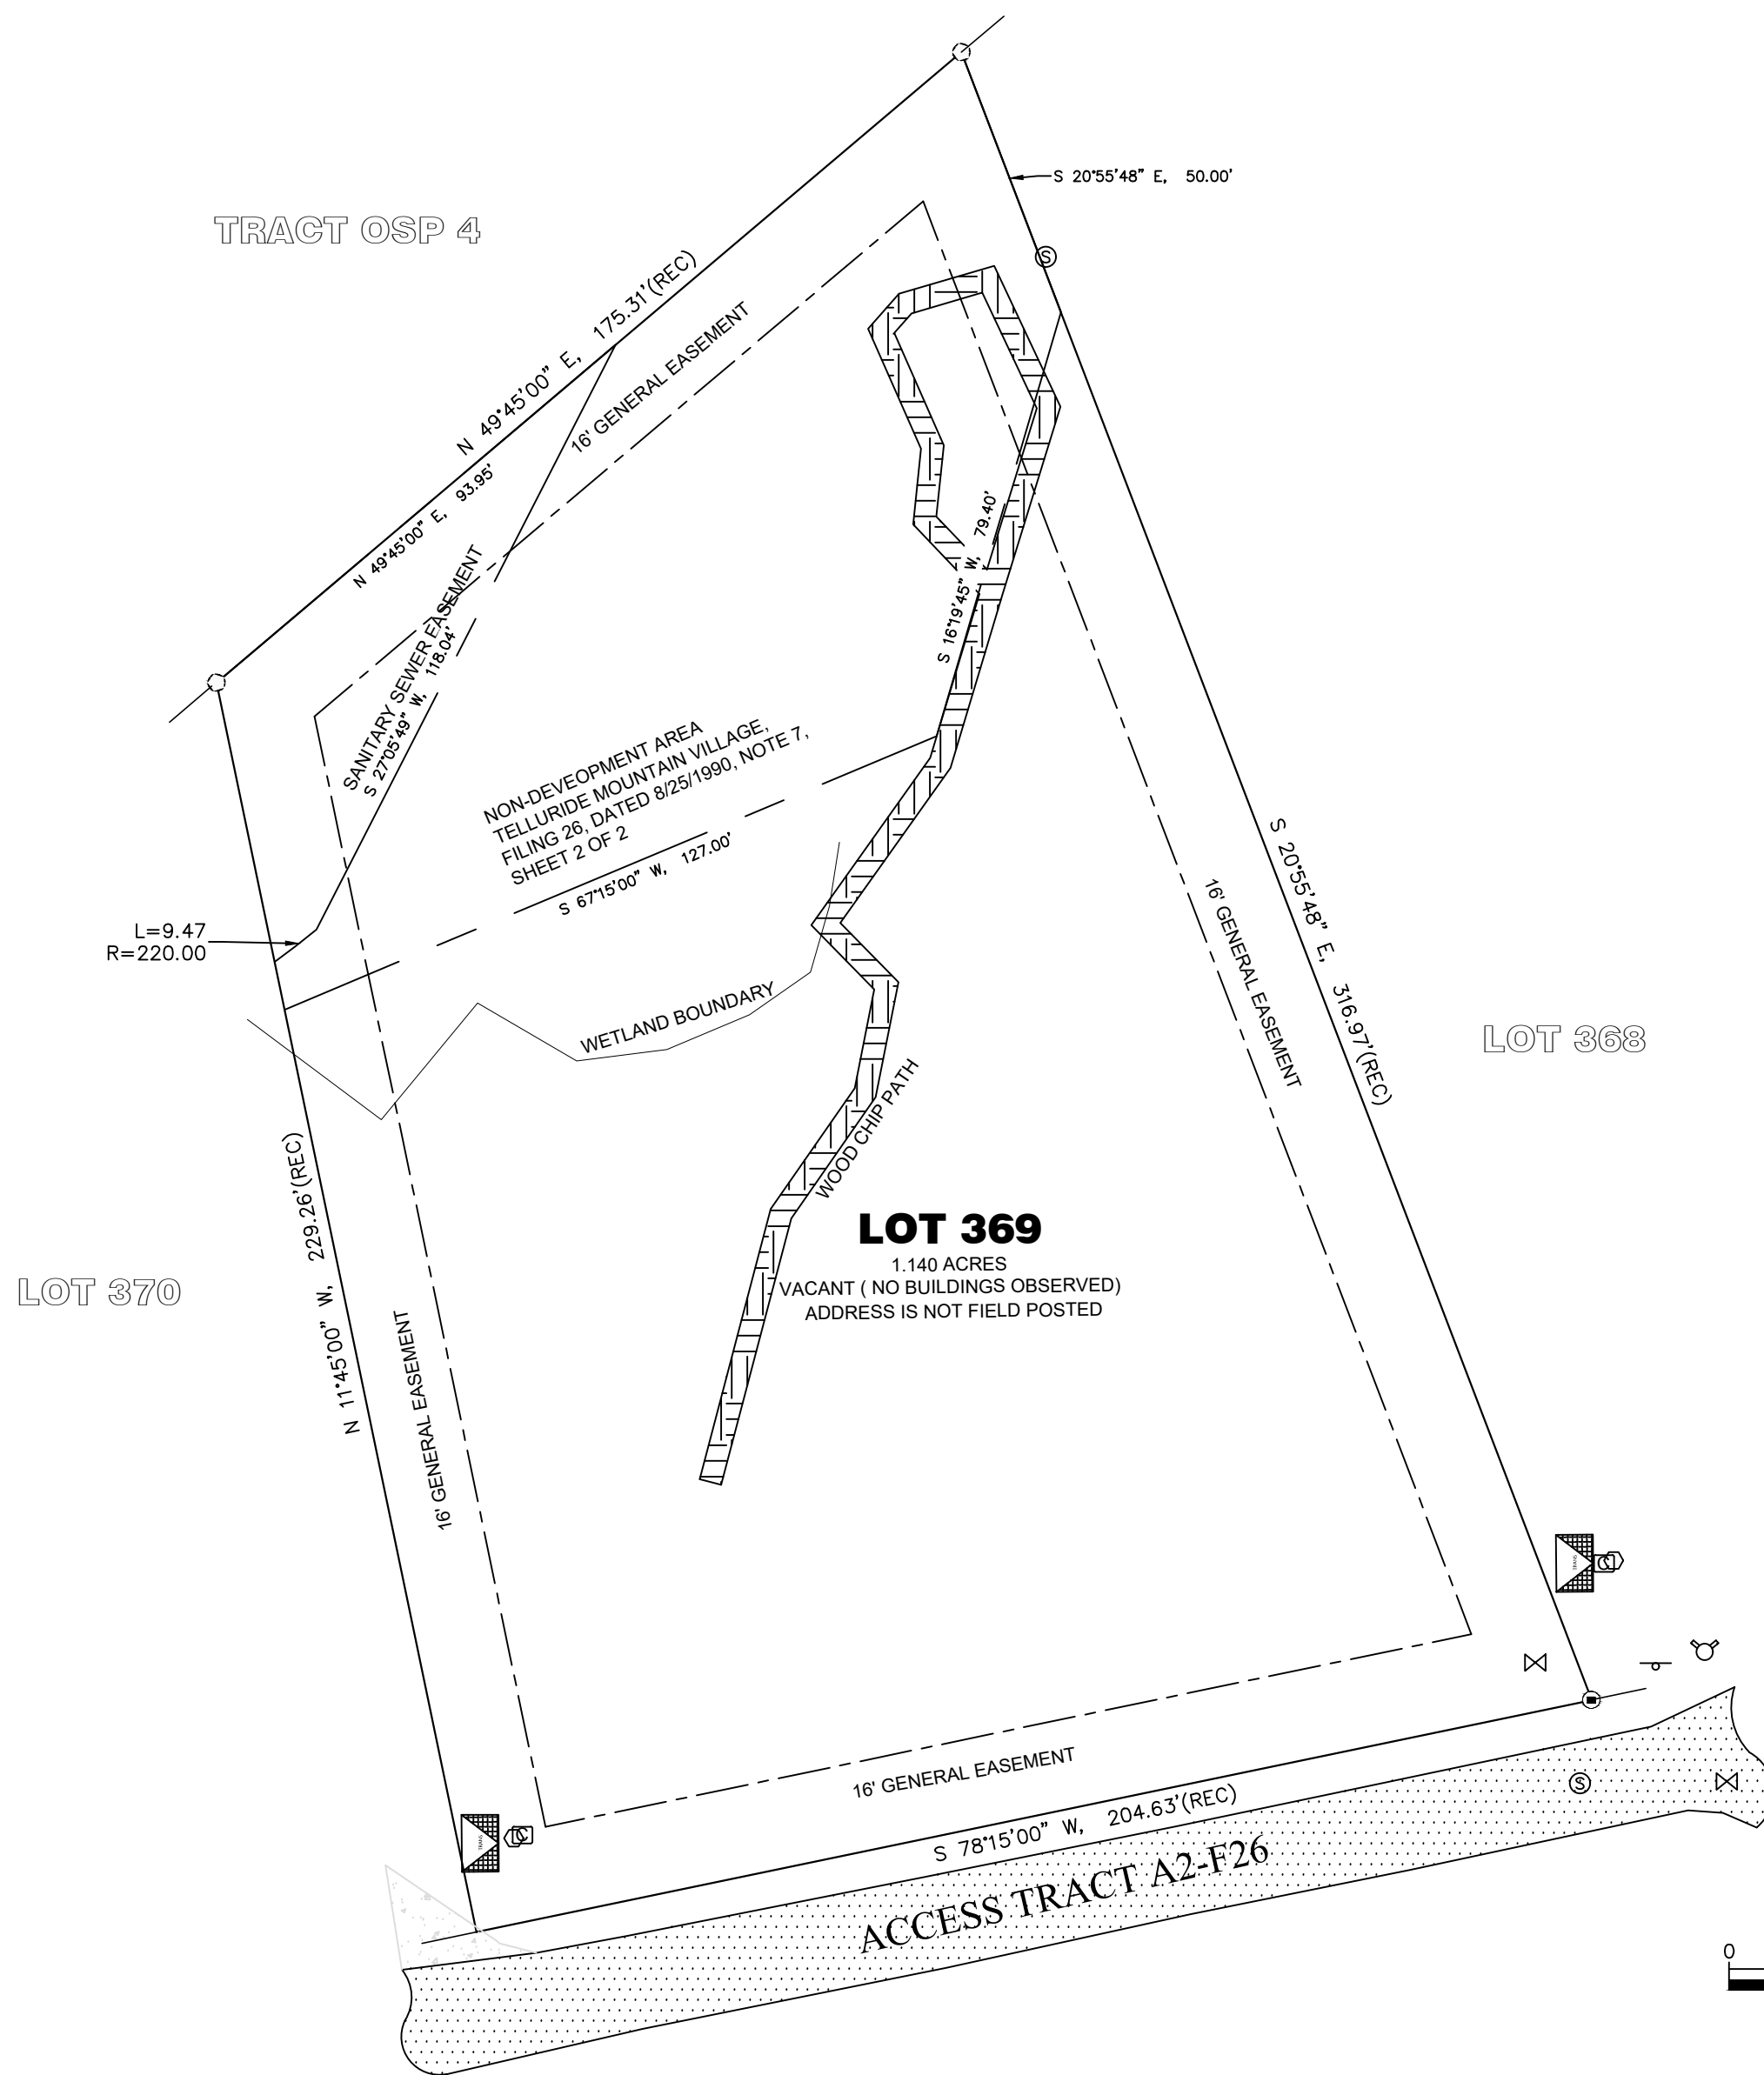 S 20°55'48" E, 50.00'
TRACT OSP 4
N 49°45'00" E, 175.31'(REC)
16' GENERAL EASEMENT
N 49°45'00" E, 93.95'
S
SANITARY SEWER EASEMENT
S 27°05'49" W, 118.04'
S 16°19'45" W, 79.40'
NON-DEVEOPMENT AREA
TELLURIDE MOUNTAIN VILLAGE,
FILING 26, DATED 8/25/1990, NOTE 7,
SHEET 2 OF 2
S 67°15'00" W, 127.00'
L=9.47
R=220.00
WETLAND BOUNDARY
16' GENERAL EASEMENT
S 20°55'48" E, 316.97'(REC)
LOT 368
WOOD CHIP PATH
LOT 369
1.140 ACRES
VACANT ( NO BUILDINGS OBSERVED)
ADDRESS IS NOT FIELD POSTED
LOT 370
N 11°45'00" W, 229.26'(REC)
16' GENERAL EASEMENT
TRANS
C
16' GENERAL EASEMENT
S 78°15'00" W, 204.63'(REC)
S
TRANS
C
ACCESS TRACT A2-F26
0